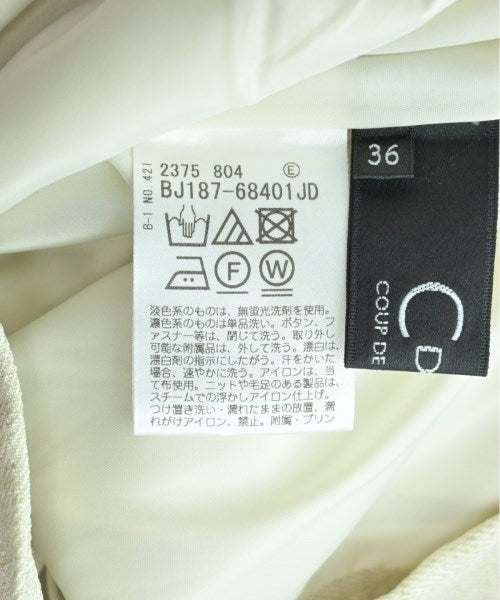 B-1 NO.421
2375 804 E
BJ187-68401JD
F W
淡色系のものは、無蛍光洗剤を使用。
濃色系のものは単品洗い。ボタン、フ
ァスナー等は、閉じて洗う。取り外し
可能な附属品は、外して洗う。漂白は、
漂白剤の指示にしたがう。汗をかいた
場合、速やかに洗う。アイロンは、当
て布使用。ニットや毛足のある製品は、
スチームでの浮かしアイロン仕上げ。
つけ置き洗い・濡れたままの放置、濡
れがけアイロン、禁止。附属・プリン
36
CD
COUP DE